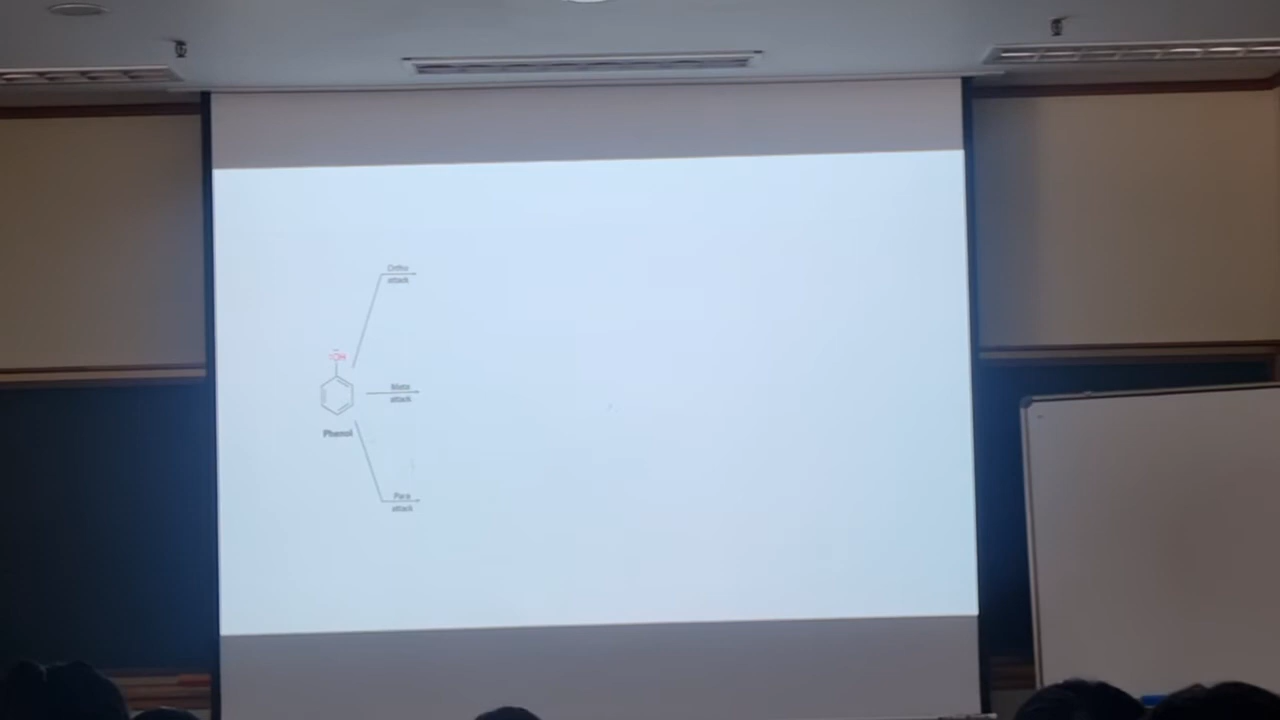 Ortho
attack
:OH
Meta
attack
Phenol
Para
attack